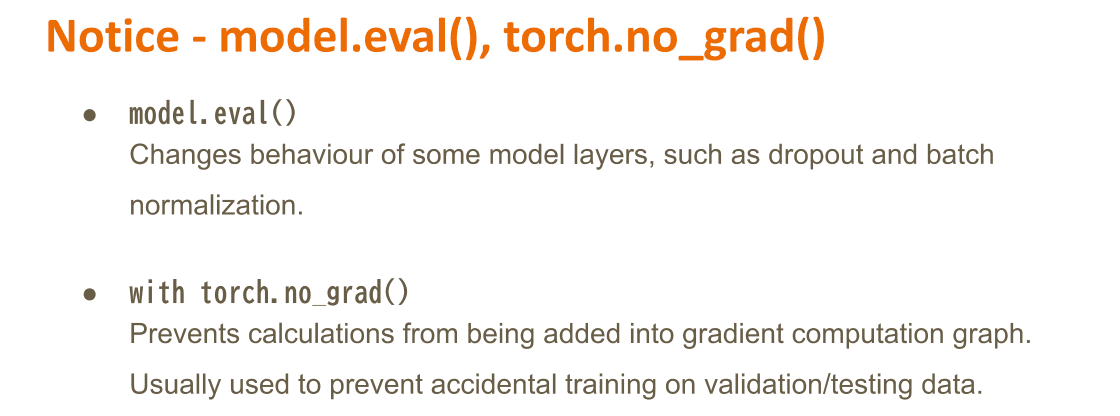 Notice - model.eval(), torch.no_grad()
● model.eval()
Changes behaviour of some model layers, such as dropout and batch
normalization.
● with torch.no_grad()
Prevents calculations from being added into gradient computation graph.
Usually used to prevent accidental training on validation/testing data.